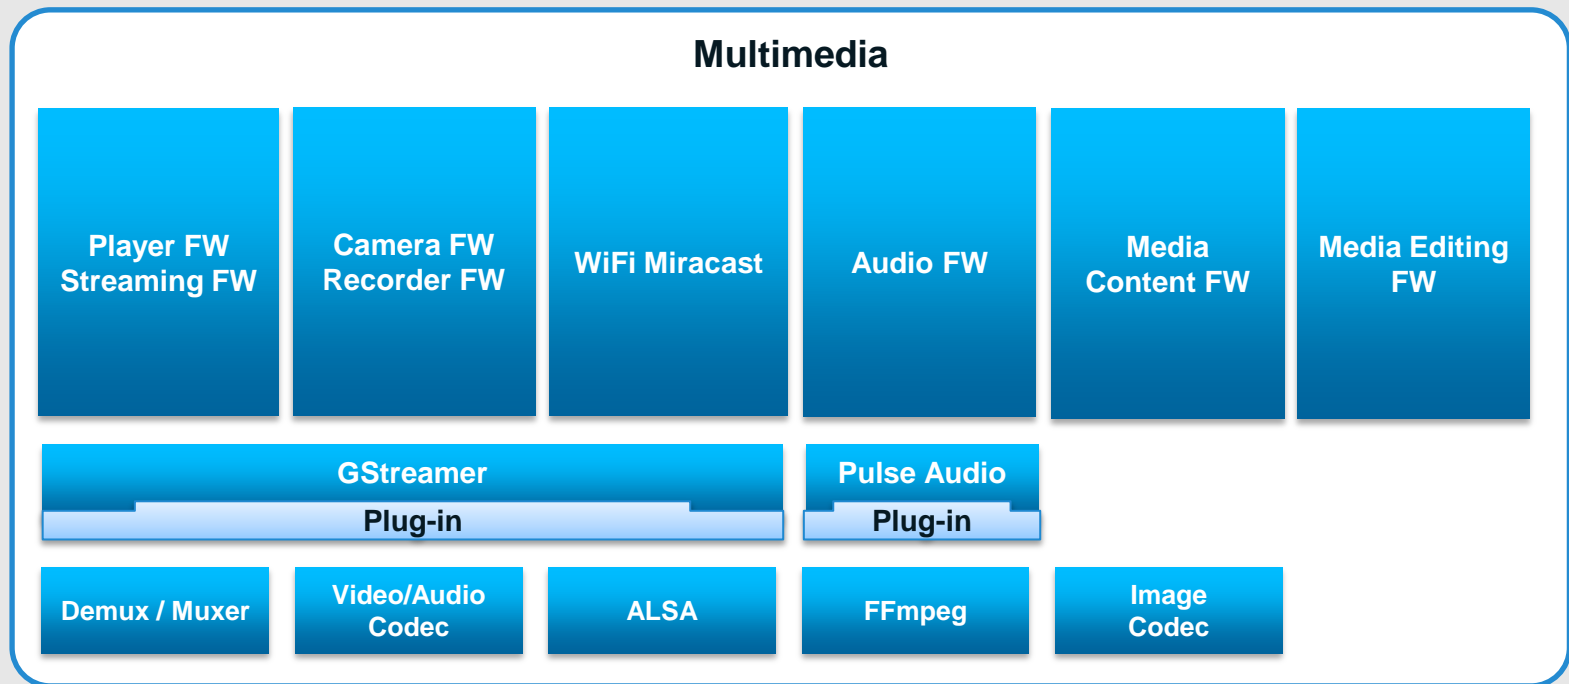 Multimedia
Player FW
Streaming FW
Camera FW
Recorder FW
WiFi Miracast
Audio FW
Media
Content FW
Media Editing
FW
GStreamer
Plug-in
Pulse Audio
Plug-in
Demux / Muxer
Video/Audio
Codec
ALSA
FFmpeg
Image
Codec